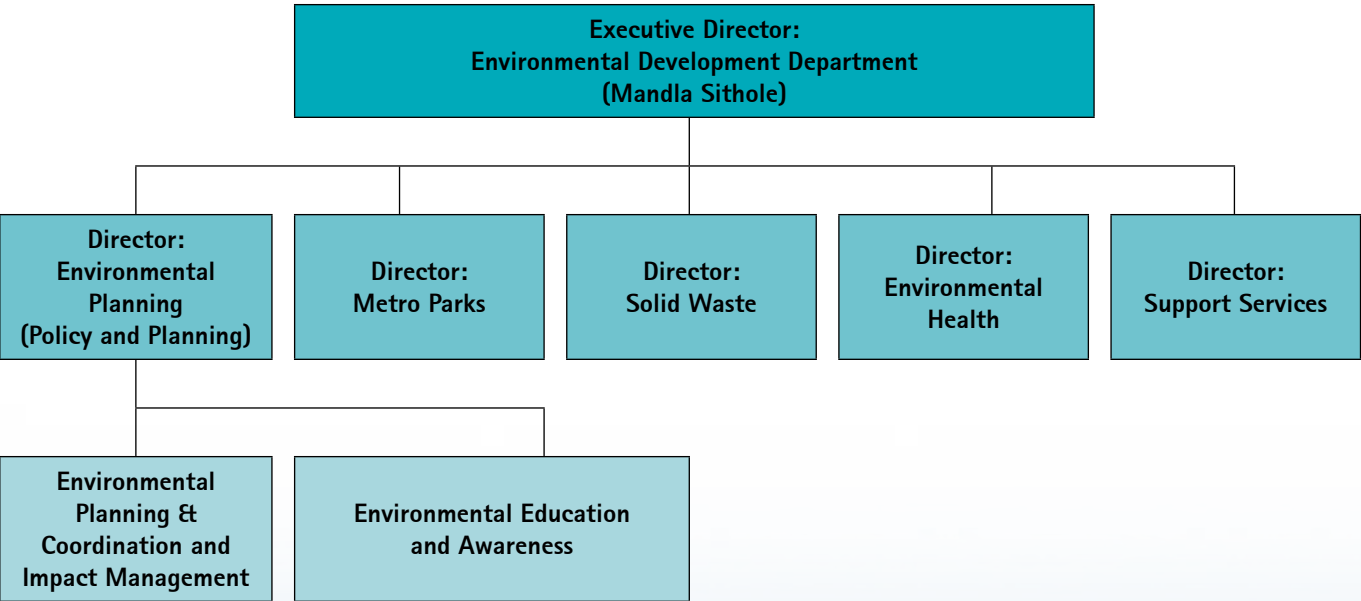 Executive Director:
Environmental Development Department
(Mandla Sithole)
Director:
Environmental
Planning
(Policy and Planning)
Director:
Metro Parks
Director:
Solid Waste
Director:
Environmental
Health
Director:
Support Services
Environmental
Planning &
Coordination and
Impact Management
Environmental Education
and Awareness